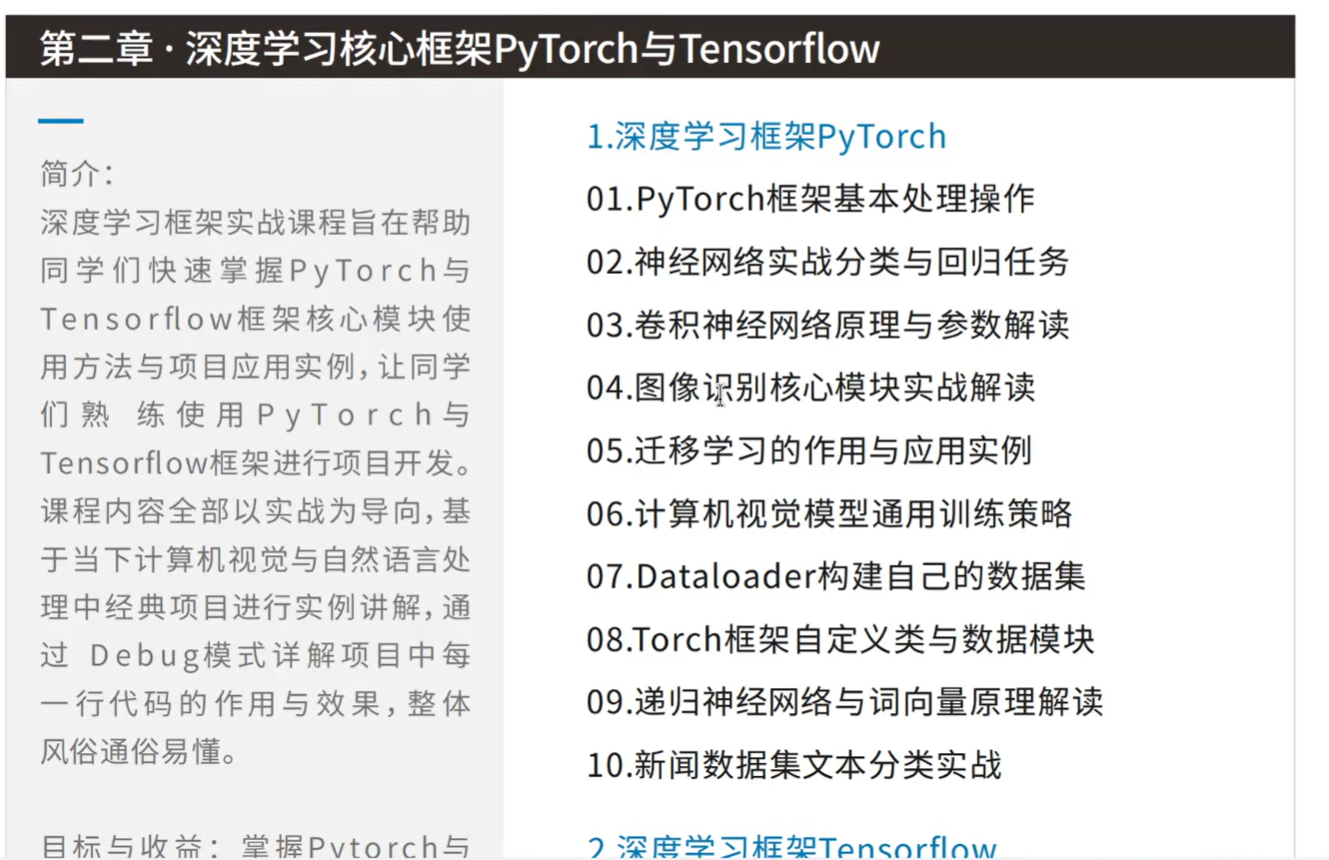 第二章 · 深度学习核心框架PyTorch与Tensorflow
简介：
深度学习框架实战课程旨在帮助
同学们快速掌握PyTorch与
Tensorflow框架核心模块使
用方法与项目应用实例，让同学
们熟 练使用PyTorch与
Tensorflow框架进行项目开发。
课程内容全部以实战为导向，基
于当下计算机视觉与自然语言处
理中经典项目进行实例讲解，通
过 Debug模式详解项目中每
一行代码的作用与效果，整体
风俗通俗易懂。
目标与收益：掌握Pytorch与
1.深度学习框架PyTorch
01.PyTorch框架基本处理操作
02.神经网络实战分类与回归任务
03.卷积神经网络原理与参数解读
04.图像识别核心模块实战解读
05.迁移学习的作用与应用实例
06.计算机视觉模型通用训练策略
07.Dataloader构建自己的数据集
08.Torch框架自定义类与数据模块
09.递归神经网络与词向量原理解读
10.新闻数据集文本分类实战
2.深度学习框架Tensorflow